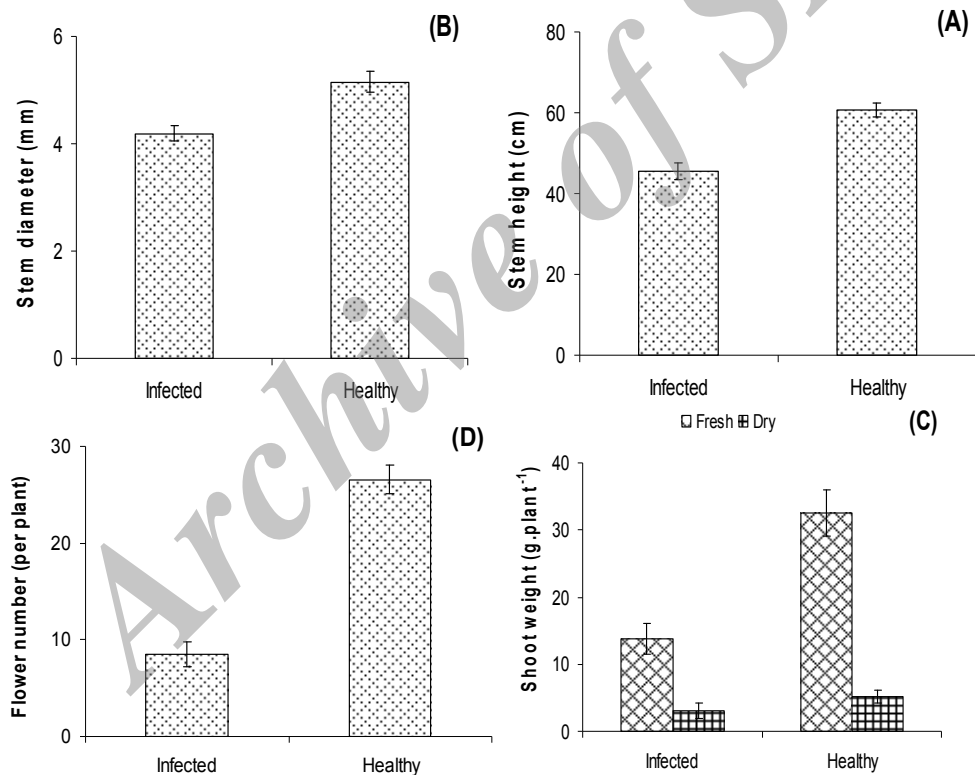 (B)
Stem diameter (mm)
6
4
2
0
Infected Healthy
(A)
Stem height (cm)
80
60
40
20
0
Infected Healthy
(D)
Flower number (per plant)
30
20
10
0
Infected Healthy
Fresh Dry
(C)
Shoot weight (g.plant⁻¹)
40
30
20
10
0
Infected Healthy
Archive of